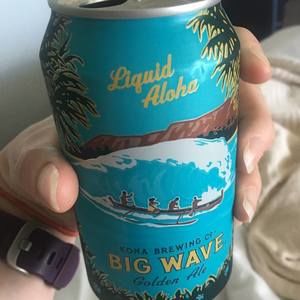 Liquid
Aloha
KONA BREWING CO.
BIG WAVE
Golden Ale